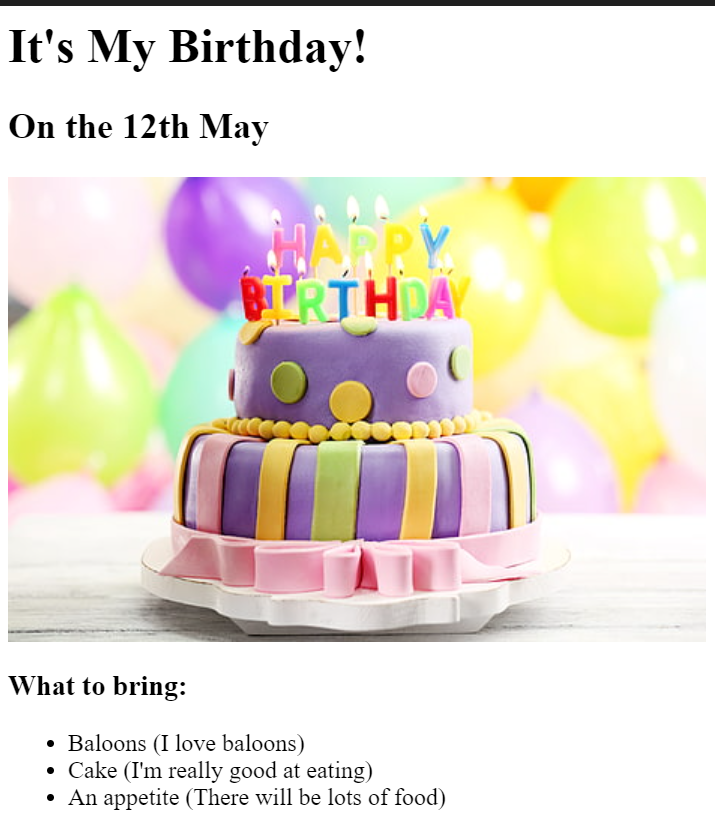 It's My Birthday!
On the 12th May
HAPPY
BIRTHDAY
What to bring:
Baloons (I love baloons)
Cake (I'm really good at eating)
An appetite (There will be lots of food)